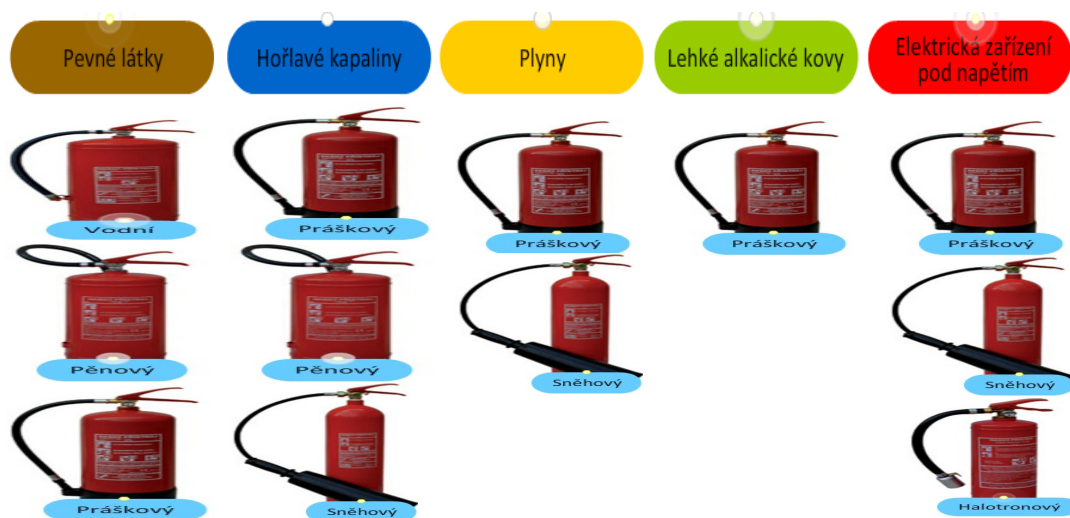 Pevné látky
Hořlavé kapaliny
Plyny
Lehké alkalické kovy
Elektrická zařízení
pod napětím
Vodní
Práškový
Práškový
Práškový
Práškový
Pěnový
Pěnový
Sněhový
Sněhový
Práškový
Sněhový
Halotronový